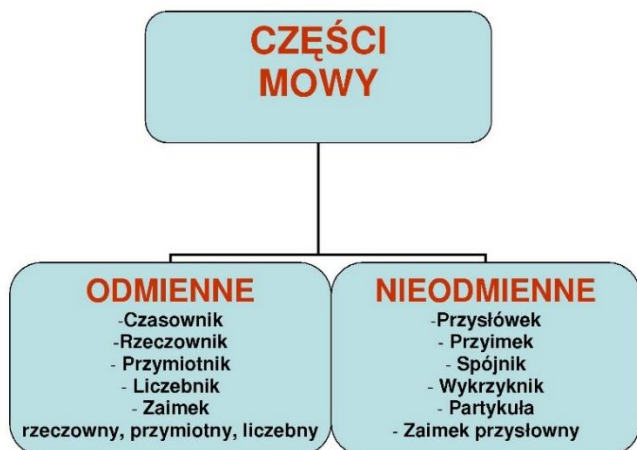 CZĘŚCI
MOWY
ODMIENNE
-Czasownik
-Rzeczownik
- Przymiotnik
- Liczebnik
- Zaimek
rzeczowny, przymiotny, liczebny
NIEODMIENNE
-Przysłówek
- Przyimek
- Spójnik
- Wykrzyknik
- Partykuła
- Zaimek przysłowny